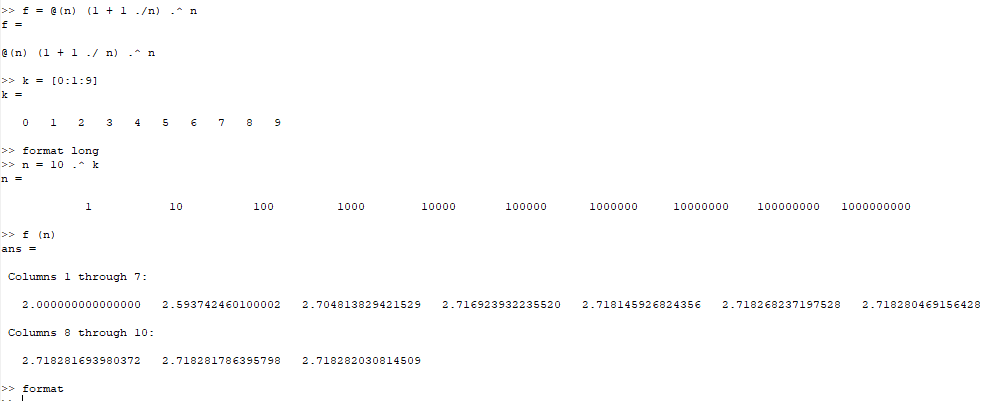 >> f = @(n) (1 + 1 ./n) .^ n
f =
@(n) (1 + 1 ./ n) .^ n
>> k = [0:1:9]
k =
0 1 2 3 4 5 6 7 8 9
>> format long
>> n = 10 .^ k
n =
1 10 100 1000 10000 100000 1000000 10000000 100000000 1000000000
>> f (n)
ans =
Columns 1 through 7:
2.000000000000000 2.593742460100002 2.704813829421529 2.716923932235520 2.718145926824356 2.718268237197528 2.718280469156428
Columns 8 through 10:
2.718281693980372 2.718281786395798 2.718282030814509
>> format
>>